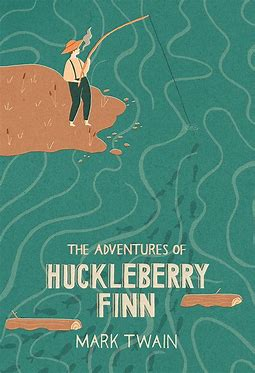 THE ADVENTURES OF
HUCKLEBERRY
FINN
MARK TWAIN